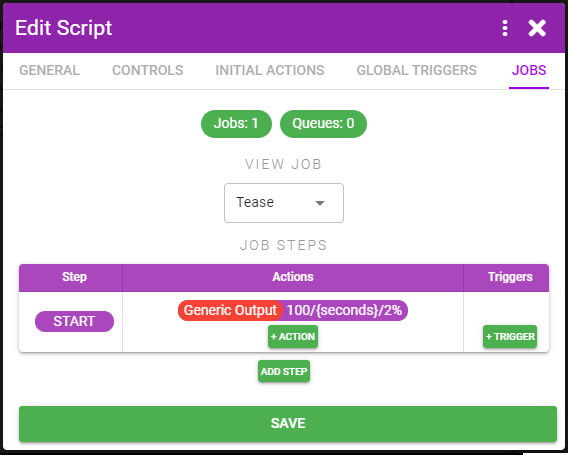 Edit Script
GENERAL CONTROLS INITIAL ACTIONS GLOBAL TRIGGERS JOBS
Jobs: 1 Queues: 0
VIEW JOB
Tease
JOB STEPS
Step Actions Triggers
START Generic Output 100/{seconds}/2%
+ ACTION + TRIGGER
ADD STEP
SAVE